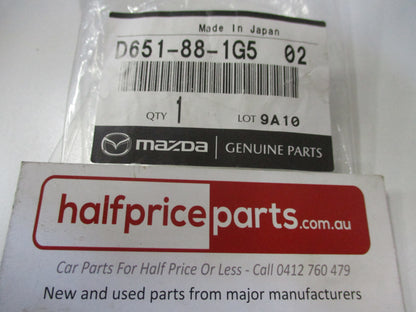 Made In Japan
D651-88-1G5 02
QTY 1 LOT 9A10
mazda GENUINE PARTS
halfpriceparts.com.au
Car Parts For Half Price Or Less - Call 0412 760 479
New and used parts from major manufacturers